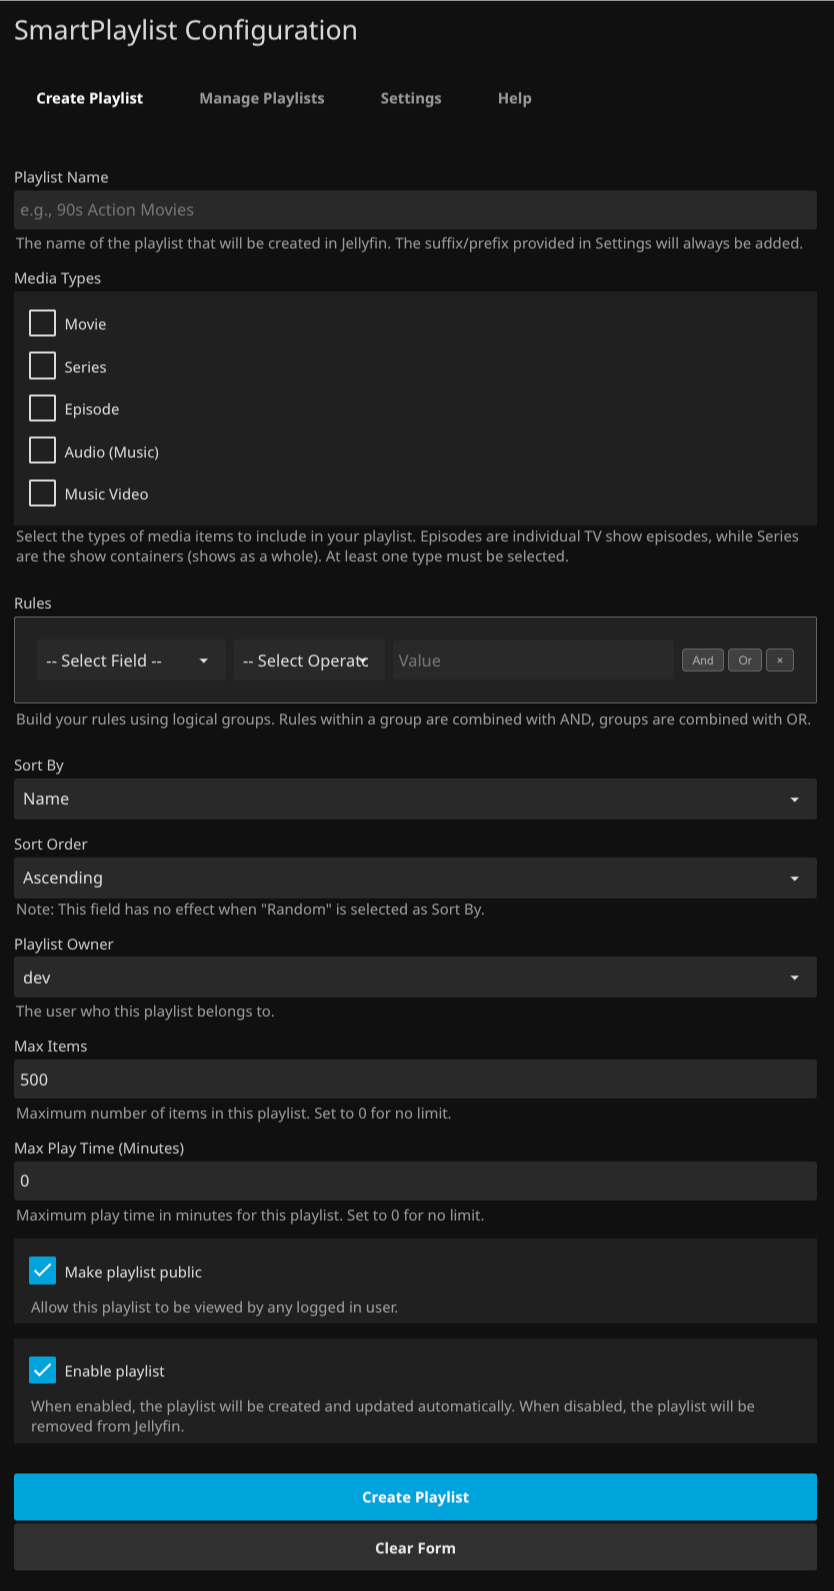 SmartPlaylist Configuration
Create Playlist Manage Playlists Settings Help
Playlist Name
e.g., 90s Action Movies
The name of the playlist that will be created in Jellyfin. The suffix/prefix provided in Settings will always be added.
Media Types
Movie
Series
Episode
Audio (Music)
Music Video
Select the types of media items to include in your playlist. Episodes are individual TV show episodes, while Series
are the show containers (shows as a whole). At least one type must be selected.
Rules
-- Select Field -- -- Select Operatc Value And Or ×
Build your rules using logical groups. Rules within a group are combined with AND, groups are combined with OR.
Sort By
Name
Sort Order
Ascending
Note: This field has no effect when "Random" is selected as Sort By.
Playlist Owner
dev
The user who this playlist belongs to.
Max Items
500
Maximum number of items in this playlist. Set to 0 for no limit.
Max Play Time (Minutes)
0
Maximum play time in minutes for this playlist. Set to 0 for no limit.
Make playlist public
Allow this playlist to be viewed by any logged in user.
Enable playlist
When enabled, the playlist will be created and updated automatically. When disabled, the playlist will be
removed from Jellyfin.
Create Playlist
Clear Form